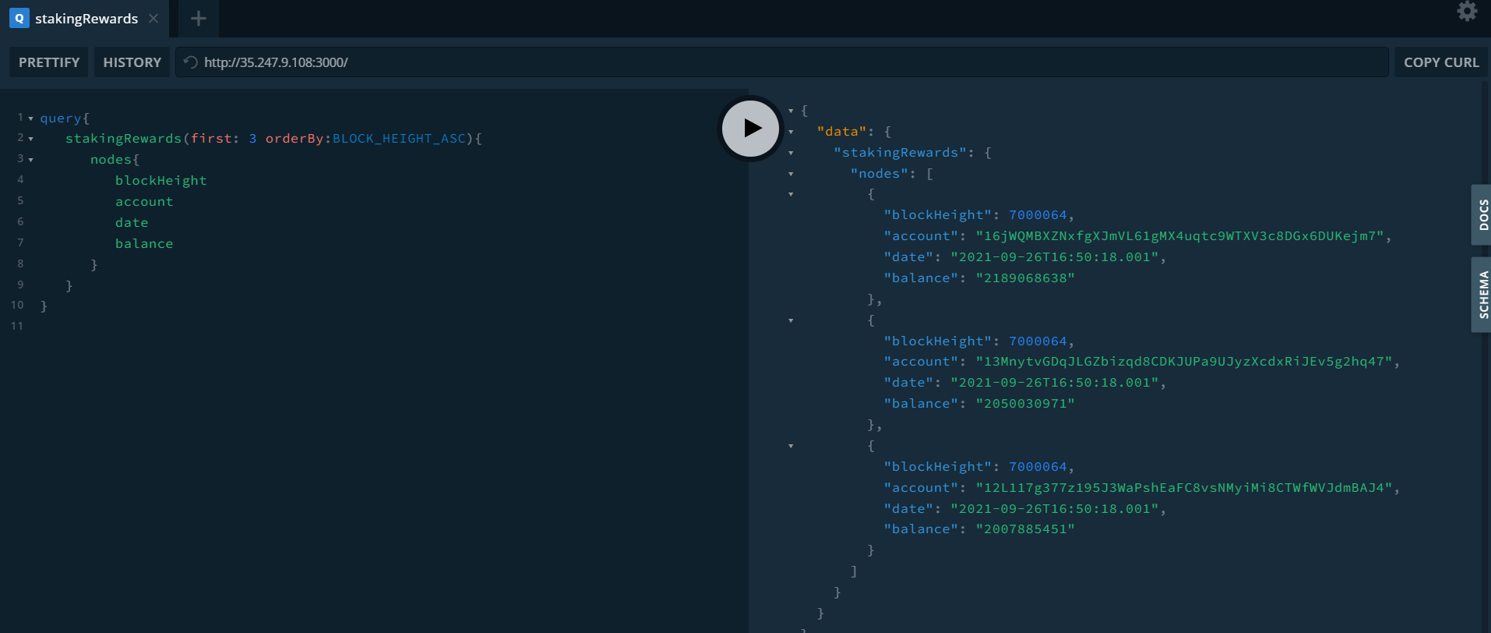 Q stakingRewards
PRETTIFY HISTORY http://35.247.9.108:3000/ COPY CURL
1 query{
2 stakingRewards(first: 3 orderBy:BLOCK_HEIGHT_ASC){
3 nodes{
4 blockHeight
5 account
6 date
7 balance
8 }
9 }
10 }
11
{
"data": {
"stakingRewards": {
"nodes": [
{
"blockHeight": 7000064,
"account": "16jWQMBXZNxfgXJmVL61gMX4uqtc9WTXV3c8DGx6DUKejm7",
"date": "2021-09-26T16:50:18.001",
"balance": "2189068638"
},
{
"blockHeight": 7000064,
"account": "13MnytvGDqJLGZbizqd8CDKJUPa9UJyzXcdxRiJEv5g2hq47",
"date": "2021-09-26T16:50:18.001",
"balance": "2050030971"
},
{
"blockHeight": 7000064,
"account": "12L117g377z195J3WaPshEaFC8vsNMyiMi8CTWfWVJdmBAJ4",
"date": "2021-09-26T16:50:18.001",
"balance": "2007885451"
}
]
}
}
}
DOCS
SCHEMA